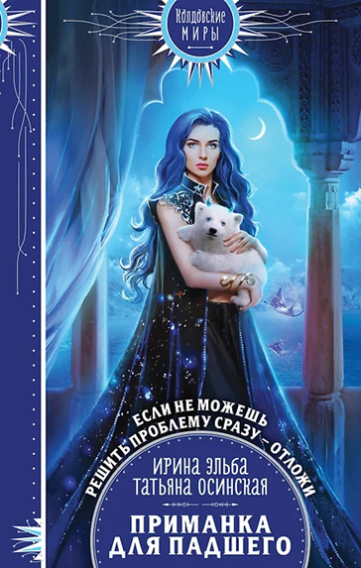 Колдовские
МИРЫ
ЕСЛИ НЕ МОЖЕШЬ
РЕШИТЬ ПРОБЛЕМУ СРАЗУ – ОТЛОЖИ
ИРИНА ЭЛЬБА
ТАТЬЯНА ОСИНСКАЯ
ПРИМАНКА
ДЛЯ ПАДШЕГО